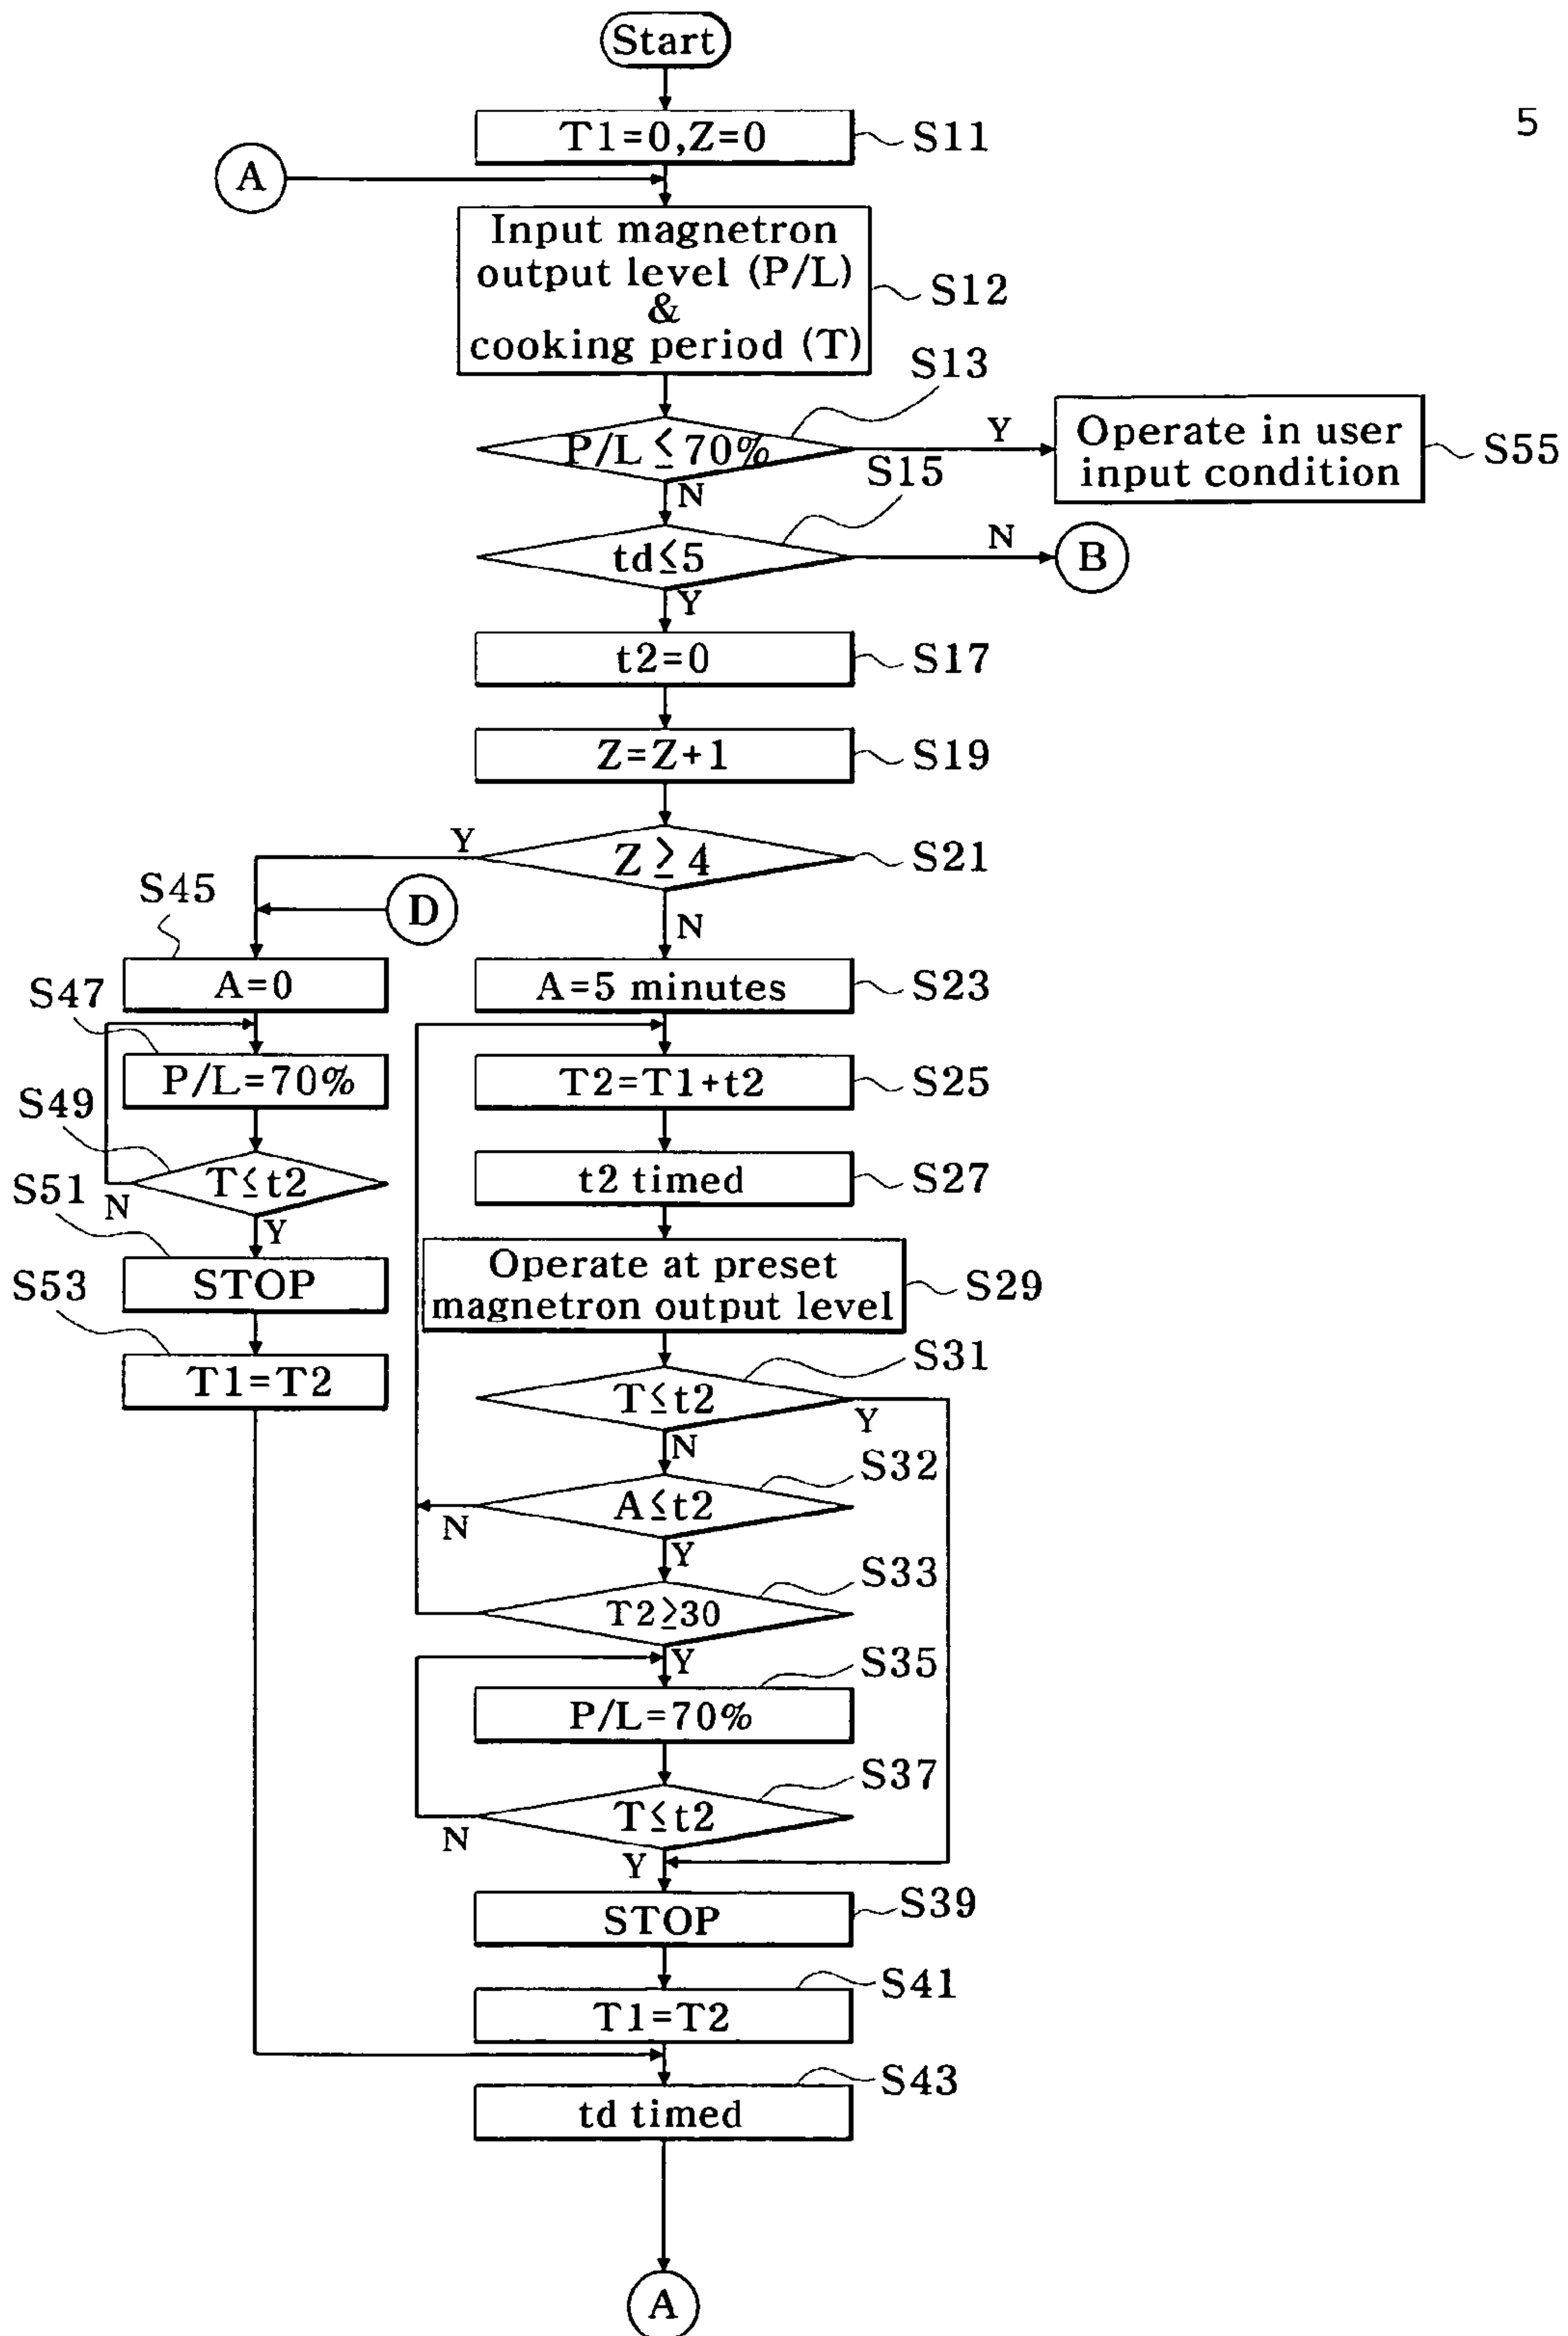 Start
5
T1=0,Z=0
S11
A
Input magnetron
output level (P/L)
&
cooking period (T)
S12
S13
P/L≤70%
Y
Operate in user
input condition
S55
N
S15
td≤5
N
B
Y
t2=0
S17
Z=Z+1
S19
Y
Z≥4
S21
S45
D
N
A=0
A=5 minutes
S23
S47
P/L=70%
T2=T1+t2
S25
S49
T≤t2
t2 timed
S27
S51
N
Y
STOP
Operate at preset
magnetron output level
S29
S53
T1=T2
S31
T≤t2
Y
N
S32
A≤t2
N
Y
S33
T2≥30
Y
S35
P/L=70%
S37
T≤t2
N
Y
STOP
S39
S41
T1=T2
S43
td timed
A